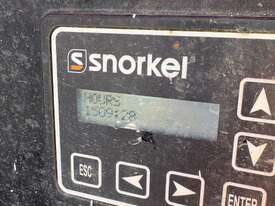 snorkel
HOURS
1509:28
ESC
ENTER